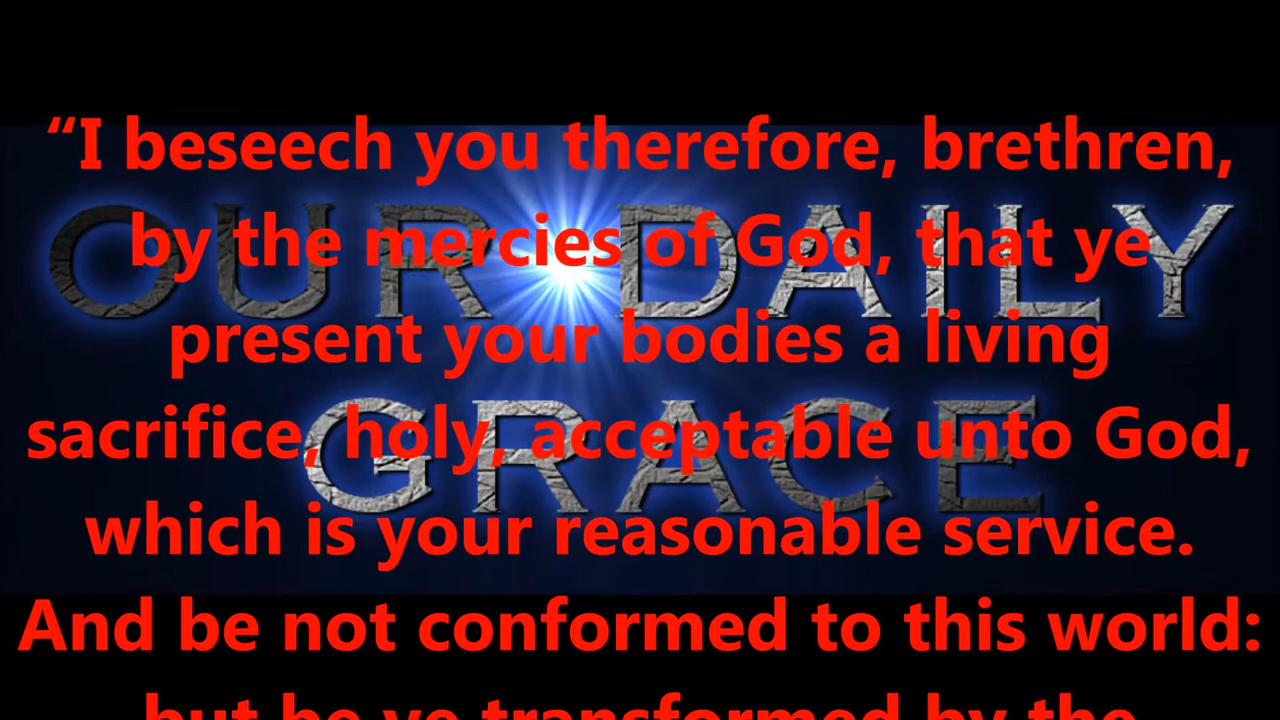 “I beseech you therefore, brethren,
OUR DAILY
by the mercies of God, that ye
present your bodies a living
GRACE
sacrifice, holy, acceptable unto God,
which is your reasonable service.
And be not conformed to this world:
but be ye transformed by the